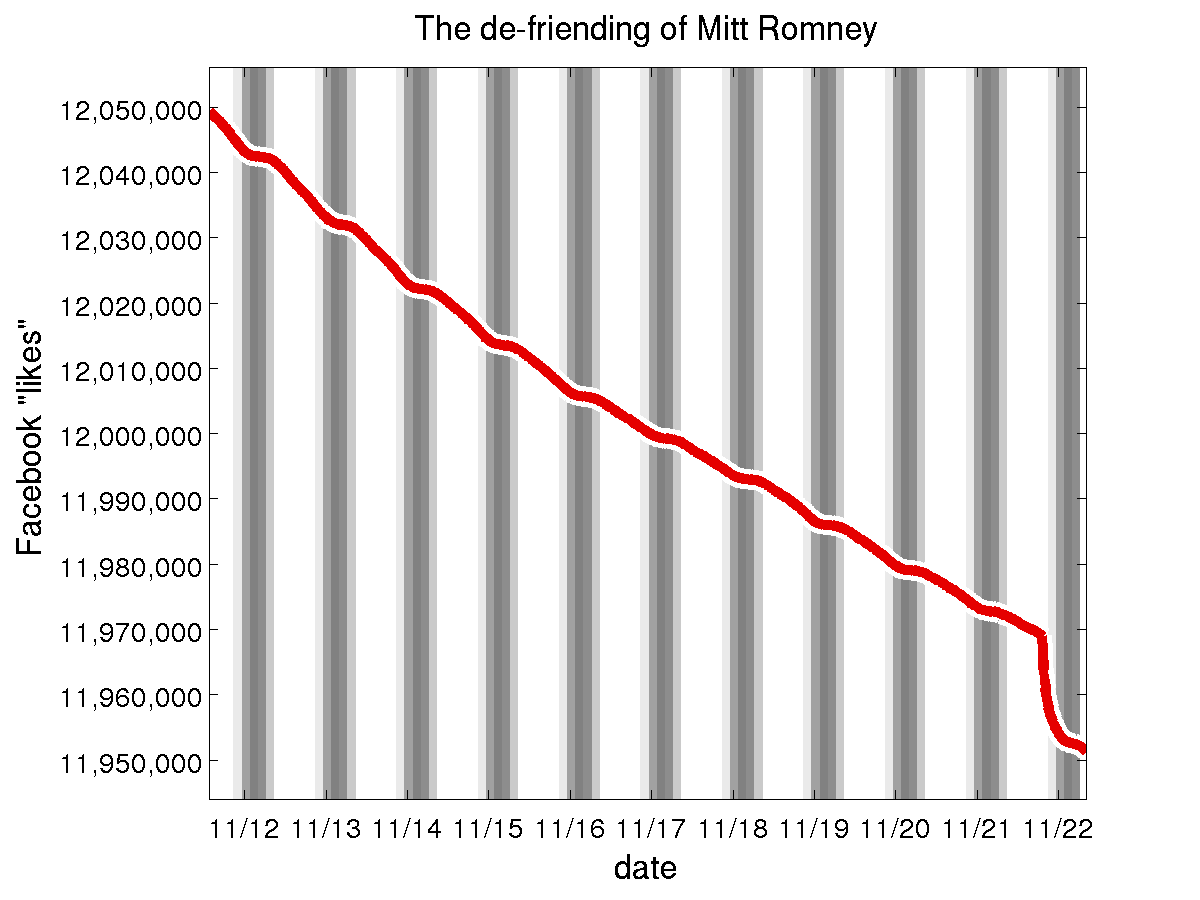 The de-friending of Mitt Romney
12,050,000
12,040,000
12,030,000
12,020,000
12,010,000
12,000,000
11,990,000
11,980,000
11,970,000
11,960,000
11,950,000
Facebook "likes"
11/12 11/13 11/14 11/15 11/16 11/17 11/18 11/19 11/20 11/21 11/22
date